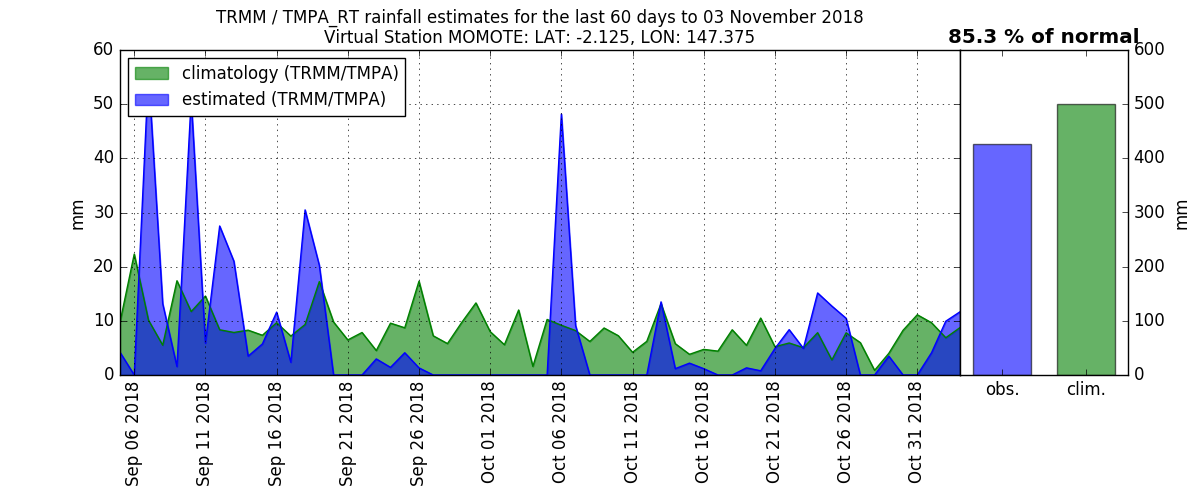 TRMM / TMPA_RT rainfall estimates for the last 60 days to 03 November 2018
Virtual Station MOMOTE: LAT: -2.125, LON: 147.375
85.3 % of normal
climatology (TRMM/TMPA)
estimated (TRMM/TMPA)
60
50
40
30
20
10
0
mm
600
500
400
300
200
100
0
mm
Sep 06 2018
Sep 11 2018
Sep 16 2018
Sep 21 2018
Sep 26 2018
Oct 01 2018
Oct 06 2018
Oct 11 2018
Oct 16 2018
Oct 21 2018
Oct 26 2018
Oct 31 2018
obs.
clim.